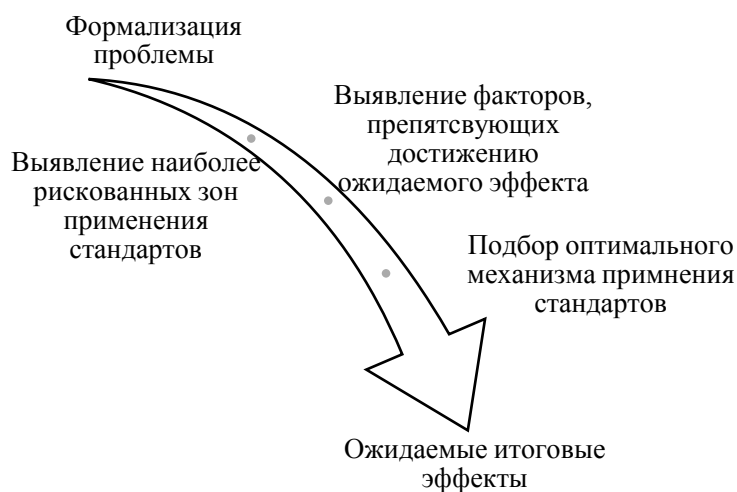 Формализация
проблемы
Выявление наиболее
рискованных зон
применения
стандартов
Выявление факторов,
препятсвующих
достижению
ожидаемого эффекта
Подбор оптимального
механизма примнения
стандартов
Ожидаемые итоговые
эффекты